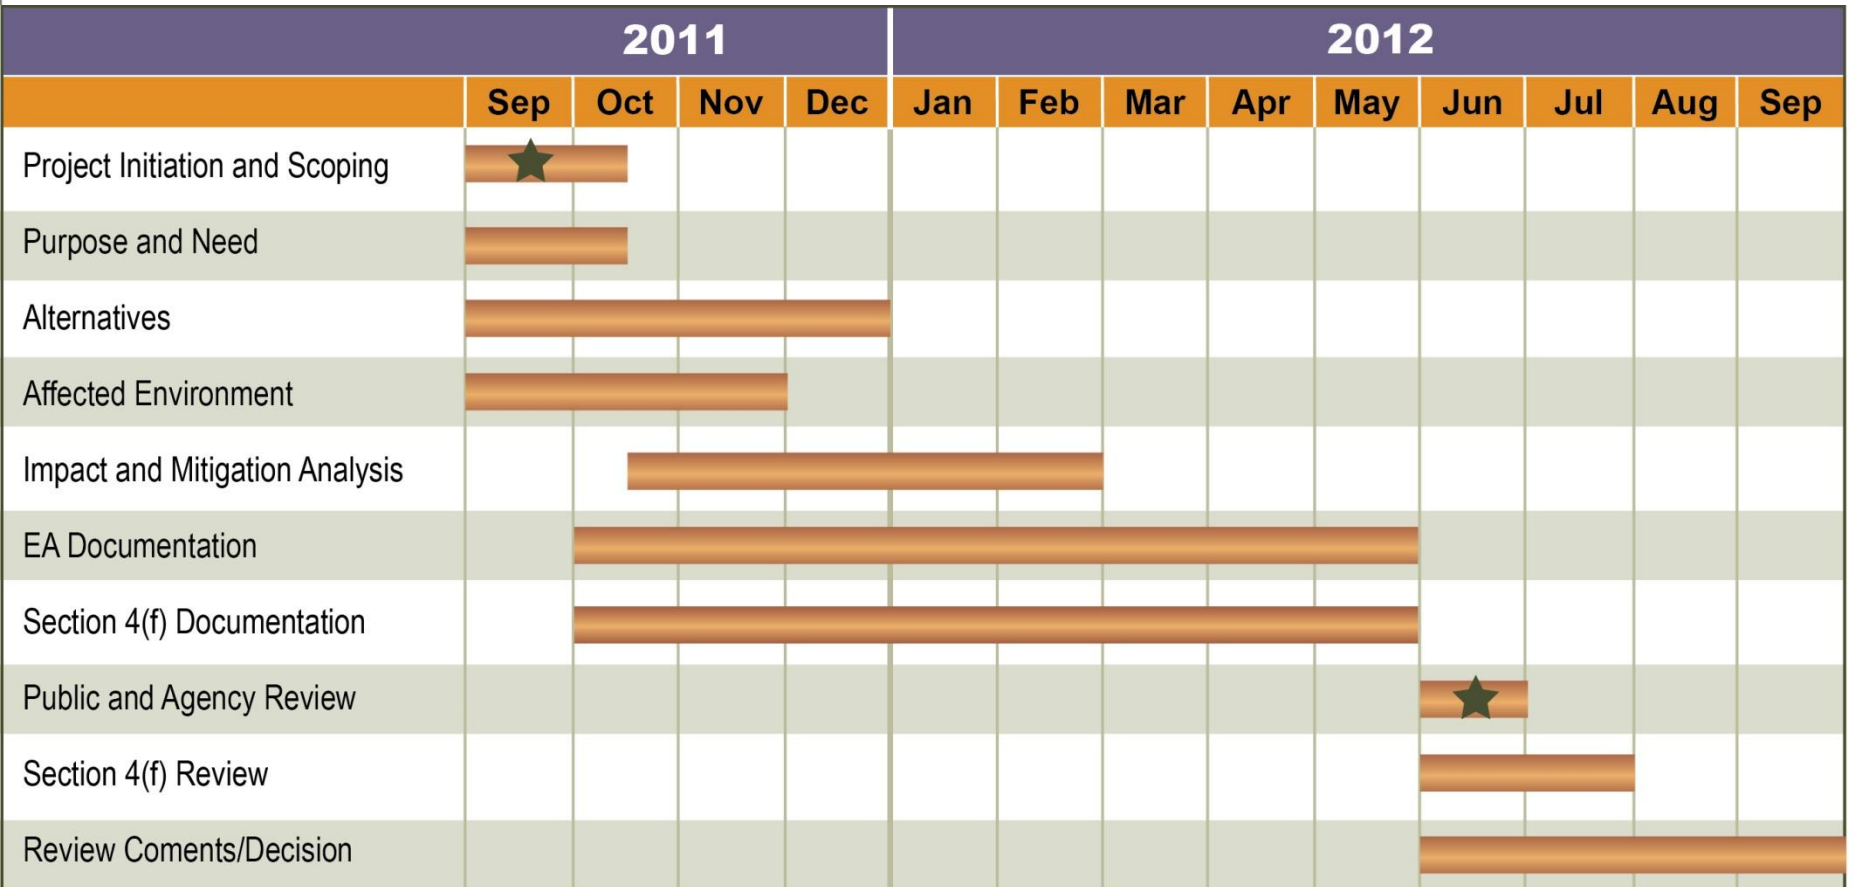 2011 2012
Sep Oct Nov Dec Jan Feb Mar Apr May Jun Jul Aug Sep
Project Initiation and Scoping
Purpose and Need
Alternatives
Affected Environment
Impact and Mitigation Analysis
EA Documentation
Section 4(f) Documentation
Public and Agency Review
Section 4(f) Review
Review Coments/Decision